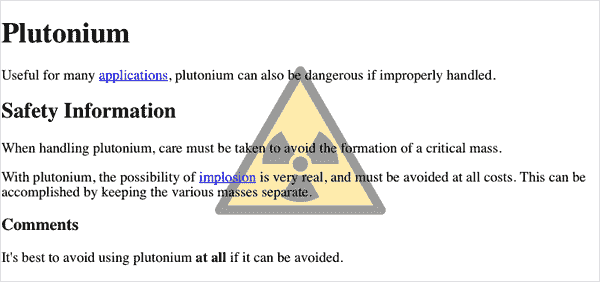 Plutonium
Useful for many applications, plutonium can also be dangerous if improperly handled.
Safety Information
When handling plutonium, care must be taken to avoid the formation of a critical mass.
With plutonium, the possibility of implosion is very real, and must be avoided at all costs. This can be
accomplished by keeping the various masses separate.
Comments
It's best to avoid using plutonium at all if it can be avoided.